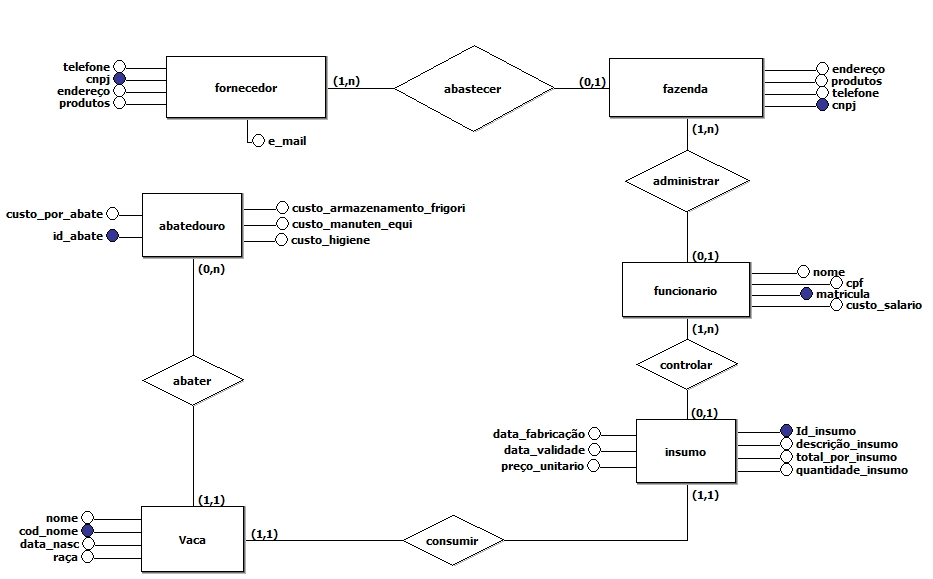 telefone
cnpj
endereço
produtos
fornecedor
e_mail
(1,n)
abastecer
(0,1)
fazenda
endereço
produtos
telefone
cnpj
(1,n)
administrar
(0,1)
custo_por_abate
id_abate
abatedouro
custo_armazenamento_frigori
custo_manuten_equi
custo_higiene
(0,n)
funcionario
nome
cpf
matricula
custo_salario
(1,n)
controlar
(0,1)
abater
data_fabricação
data_validade
preço_unitario
insumo
Id_insumo
descrição_insumo
total_por_insumo
quantidade_insumo
(1,1)
(1,1)
nome
cod_nome
data_nasc
raça
Vaca
(1,1)
consumir